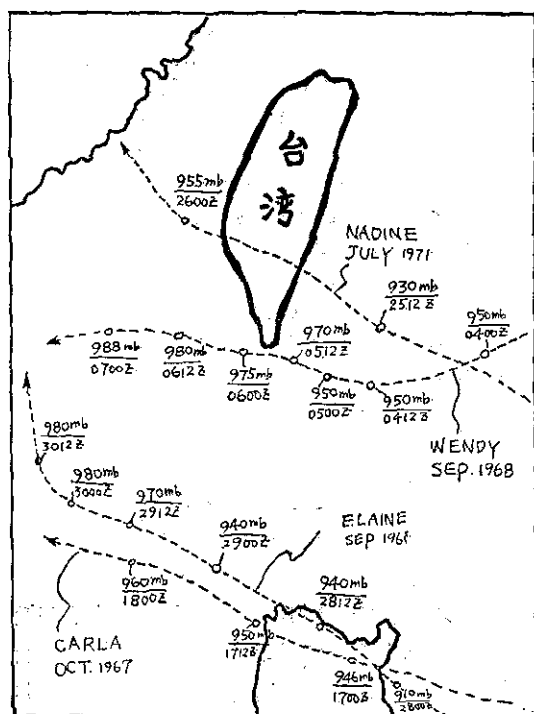 台
湾
955mb
2600Z
NADINE
JULY 1971
930mb
2512Z
950mb
0400Z
988mb
0700Z
980mb
0612Z
975mb
0600Z
970mb
0512Z
950mb
0500Z
950mb
0412Z
WENDY
SEP. 1968
980mb
3012Z
980mb
3000Z
970mb
2912Z
940mb
2900Z
ELAINE
SEP
940mb
2812Z
960mb
1800Z
950mb
1712Z
CARLA
OCT. 1967
946mb
1700Z
910mb
2800Z